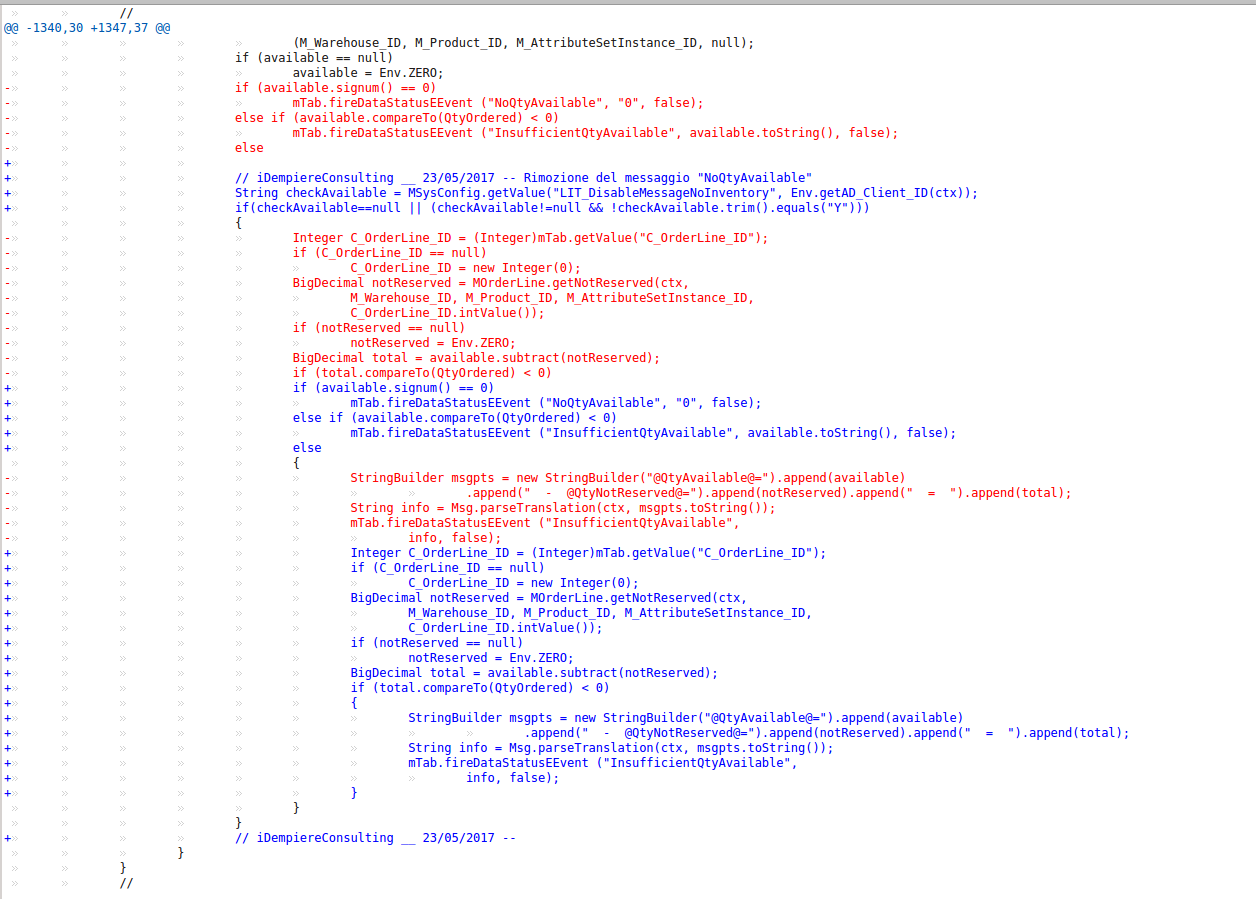 //
@@ -1340,30 +1347,37 @@
(M_Warehouse_ID, M_Product_ID, M_AttributeSetInstance_ID, null);
if (available == null)
available = Env.ZERO;
- if (available.signum() == 0)
- mTab.fireDataStatusEEvent ("NoQtyAvailable", "0", false);
- else if (available.compareTo(QtyOrdered) < 0)
- mTab.fireDataStatusEEvent ("InsufficientQtyAvailable", available.toString(), false);
- else
+
+ // iDempiereConsulting __ 23/05/2017 -- Rimozione del messaggio "NoQtyAvailable"
+ String checkAvailable = MSysConfig.getValue("LIT_DisableMessageNoInventory", Env.getAD_Client_ID(ctx));
+ if(checkAvailable==null || (checkAvailable!=null && !checkAvailable.trim().equals("Y")))
{
- Integer C_OrderLine_ID = (Integer)mTab.getValue("C_OrderLine_ID");
- if (C_OrderLine_ID == null)
- C_OrderLine_ID = new Integer(0);
- BigDecimal notReserved = MOrderLine.getNotReserved(ctx,
- M_Warehouse_ID, M_Product_ID, M_AttributeSetInstance_ID,
- C_OrderLine_ID.intValue());
- if (notReserved == null)
- notReserved = Env.ZERO;
- BigDecimal total = available.subtract(notReserved);
- if (total.compareTo(QtyOrdered) < 0)
+ if (available.signum() == 0)
+ mTab.fireDataStatusEEvent ("NoQtyAvailable", "0", false);
+ else if (available.compareTo(QtyOrdered) < 0)
+ mTab.fireDataStatusEEvent ("InsufficientQtyAvailable", available.toString(), false);
+ else
{
- StringBuilder msgpts = new StringBuilder("@QtyAvailable@=").append(available)
- .append("  -  @QtyNotReserved@=").append(notReserved).append("  =  ").append(total);
- String info = Msg.parseTranslation(ctx, msgpts.toString());
- mTab.fireDataStatusEEvent ("InsufficientQtyAvailable",
- info, false);
+ Integer C_OrderLine_ID = (Integer)mTab.getValue("C_OrderLine_ID");
+ if (C_OrderLine_ID == null)
+ C_OrderLine_ID = new Integer(0);
+ BigDecimal notReserved = MOrderLine.getNotReserved(ctx,
+ M_Warehouse_ID, M_Product_ID, M_AttributeSetInstance_ID,
+ C_OrderLine_ID.intValue());
+ if (notReserved == null)
+ notReserved = Env.ZERO;
+ BigDecimal total = available.subtract(notReserved);
+ if (total.compareTo(QtyOrdered) < 0)
+ {
+ StringBuilder msgpts = new StringBuilder("@QtyAvailable@=").append(available)
+ .append("  -  @QtyNotReserved@=").append(notReserved).append("  =  ").append(total);
+ String info = Msg.parseTranslation(ctx, msgpts.toString());
+ mTab.fireDataStatusEEvent ("InsufficientQtyAvailable",
+ info, false);
+ }
}
}
+ // iDempiereConsulting __ 23/05/2017 --
}
}
//